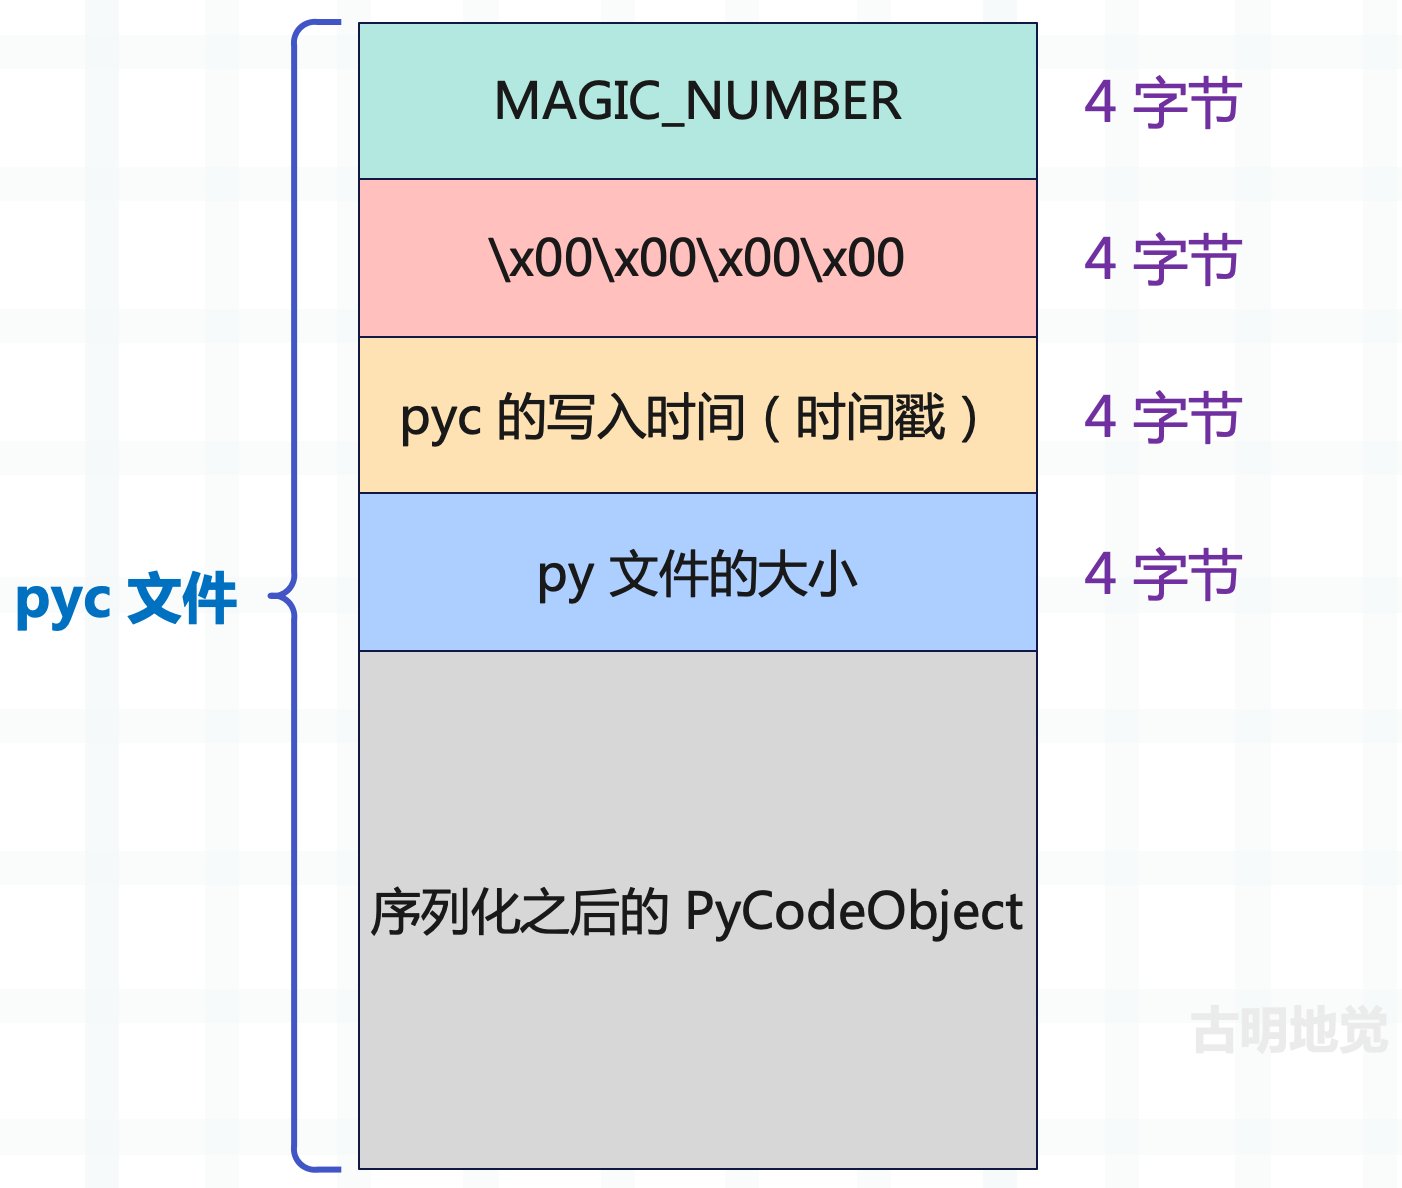 MAGIC_NUMBER
4 字节
\x00\x00\x00\x00
4 字节
pyc 的写入时间（时间戳）
4 字节
py 文件的大小
4 字节
pyc 文件
序列化之后的 PyCodeObject
古明地觉